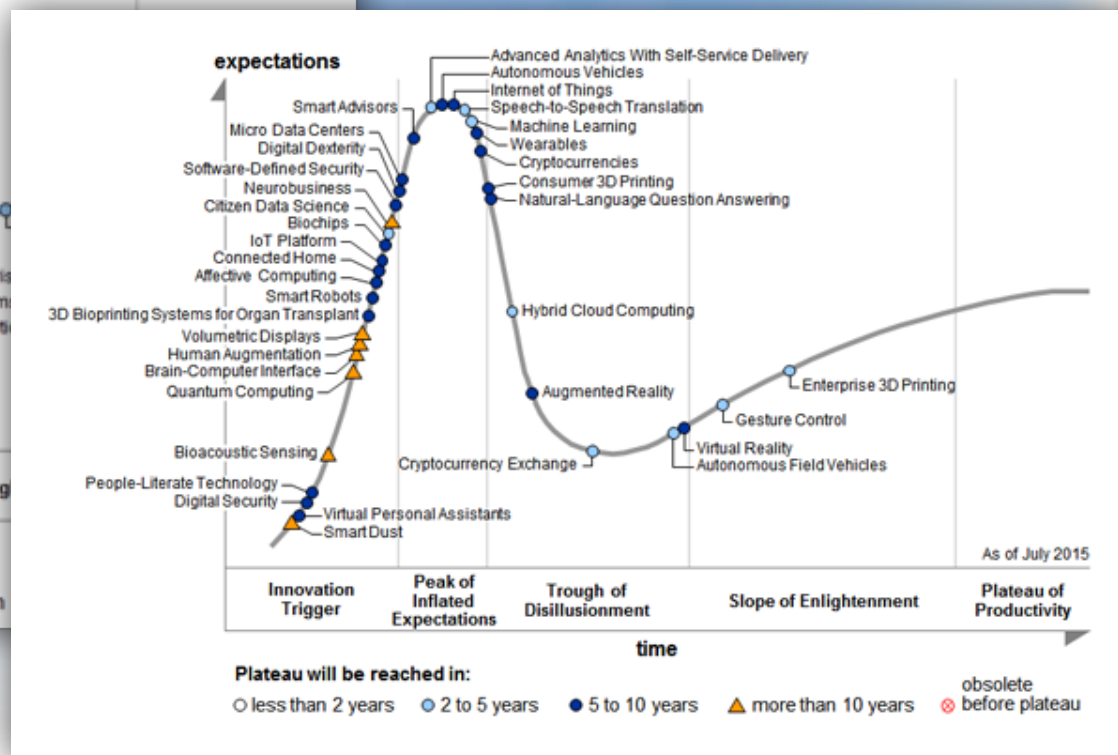 expectations
Advanced Analytics With Self-Service Delivery
Autonomous Vehicles
Internet of Things
Speech-to-Speech Translation
Machine Learning
Wearables
Cryptocurrencies
Consumer 3D Printing
Natural-Language Question Answering
Smart Advisors
Micro Data Centers
Digital Dexterity
Software-Defined Security
Neurobusiness
Citizen Data Science
Biochips
IoT Platform
Connected Home
Affective Computing
Smart Robots
3D Bioprinting Systems for Organ Transplant
Volumetric Displays
Human Augmentation
Brain-Computer Interface
Quantum Computing
Bioacoustic Sensing
People-Literate Technology
Digital Security
Virtual Personal Assistants
Smart Dust
Hybrid Cloud Computing
Augmented Reality
Cryptocurrency Exchange
Enterprise 3D Printing
Gesture Control
Virtual Reality
Autonomous Field Vehicles
As of July 2015
Innovation
Trigger
Peak of
Inflated
Expectations
Trough of
Disillusionment
Slope of Enlightenment
Plateau of
Productivity
time
Plateau will be reached in:
less than 2 years
2 to 5 years
5 to 10 years
more than 10 years
obsolete
before plateau